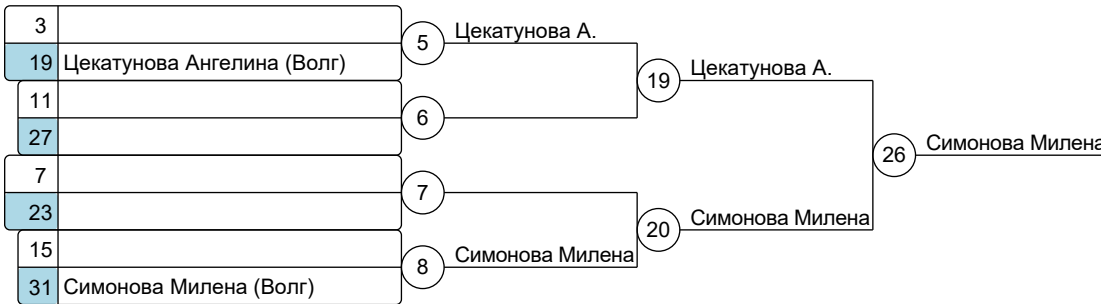 3
5
Цекатунова А.
19 Цекатунова Ангелина (Волг)
19
Цекатунова А.
11
6
27
26
Симонова Милена
7
7
23
20
Симонова Милена
15
8
Симонова Милена
31 Симонова Милена (Волг)